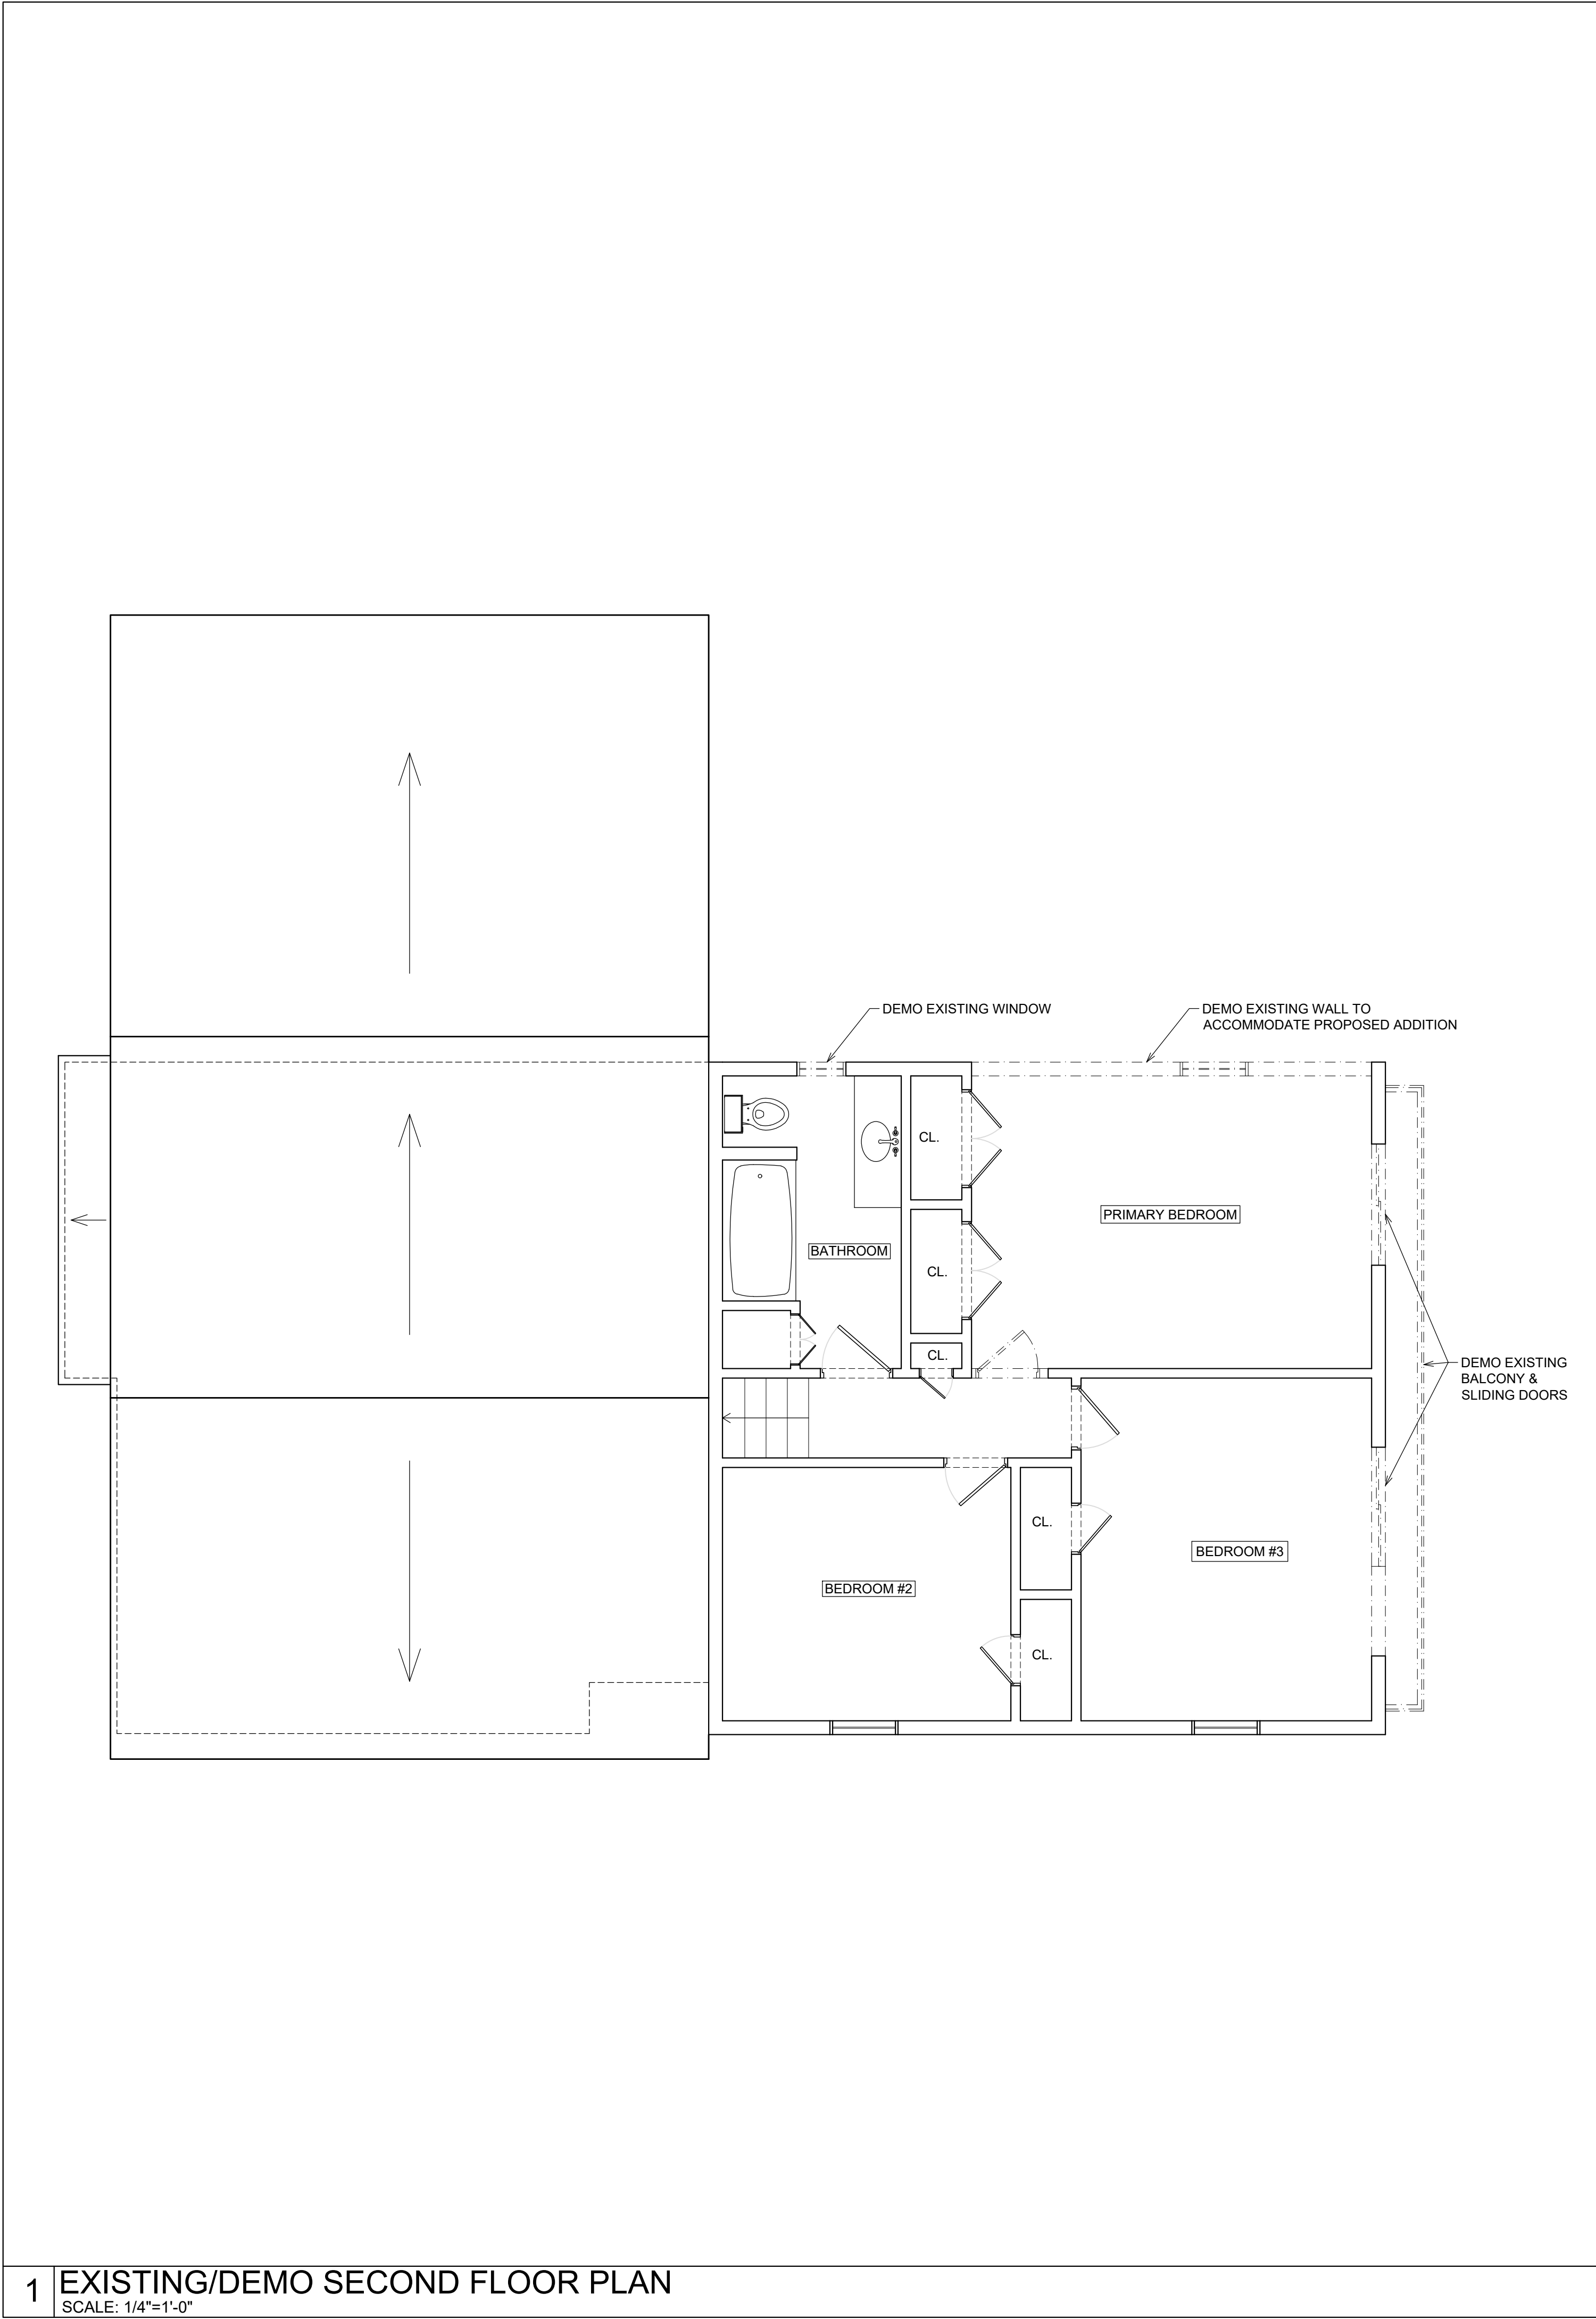 DEMO EXISTING WINDOW
DEMO EXISTING WALL TO
ACCOMMODATE PROPOSED ADDITION
CL.
PRIMARY BEDROOM
BATHROOM
CL.
CL.
DEMO EXISTING
BALCONY &
SLIDING DOORS
CL.
BEDROOM #3
BEDROOM #2
CL.
1
EXISTING/DEMO SECOND FLOOR PLAN
SCALE: 1/4"=1'-0"